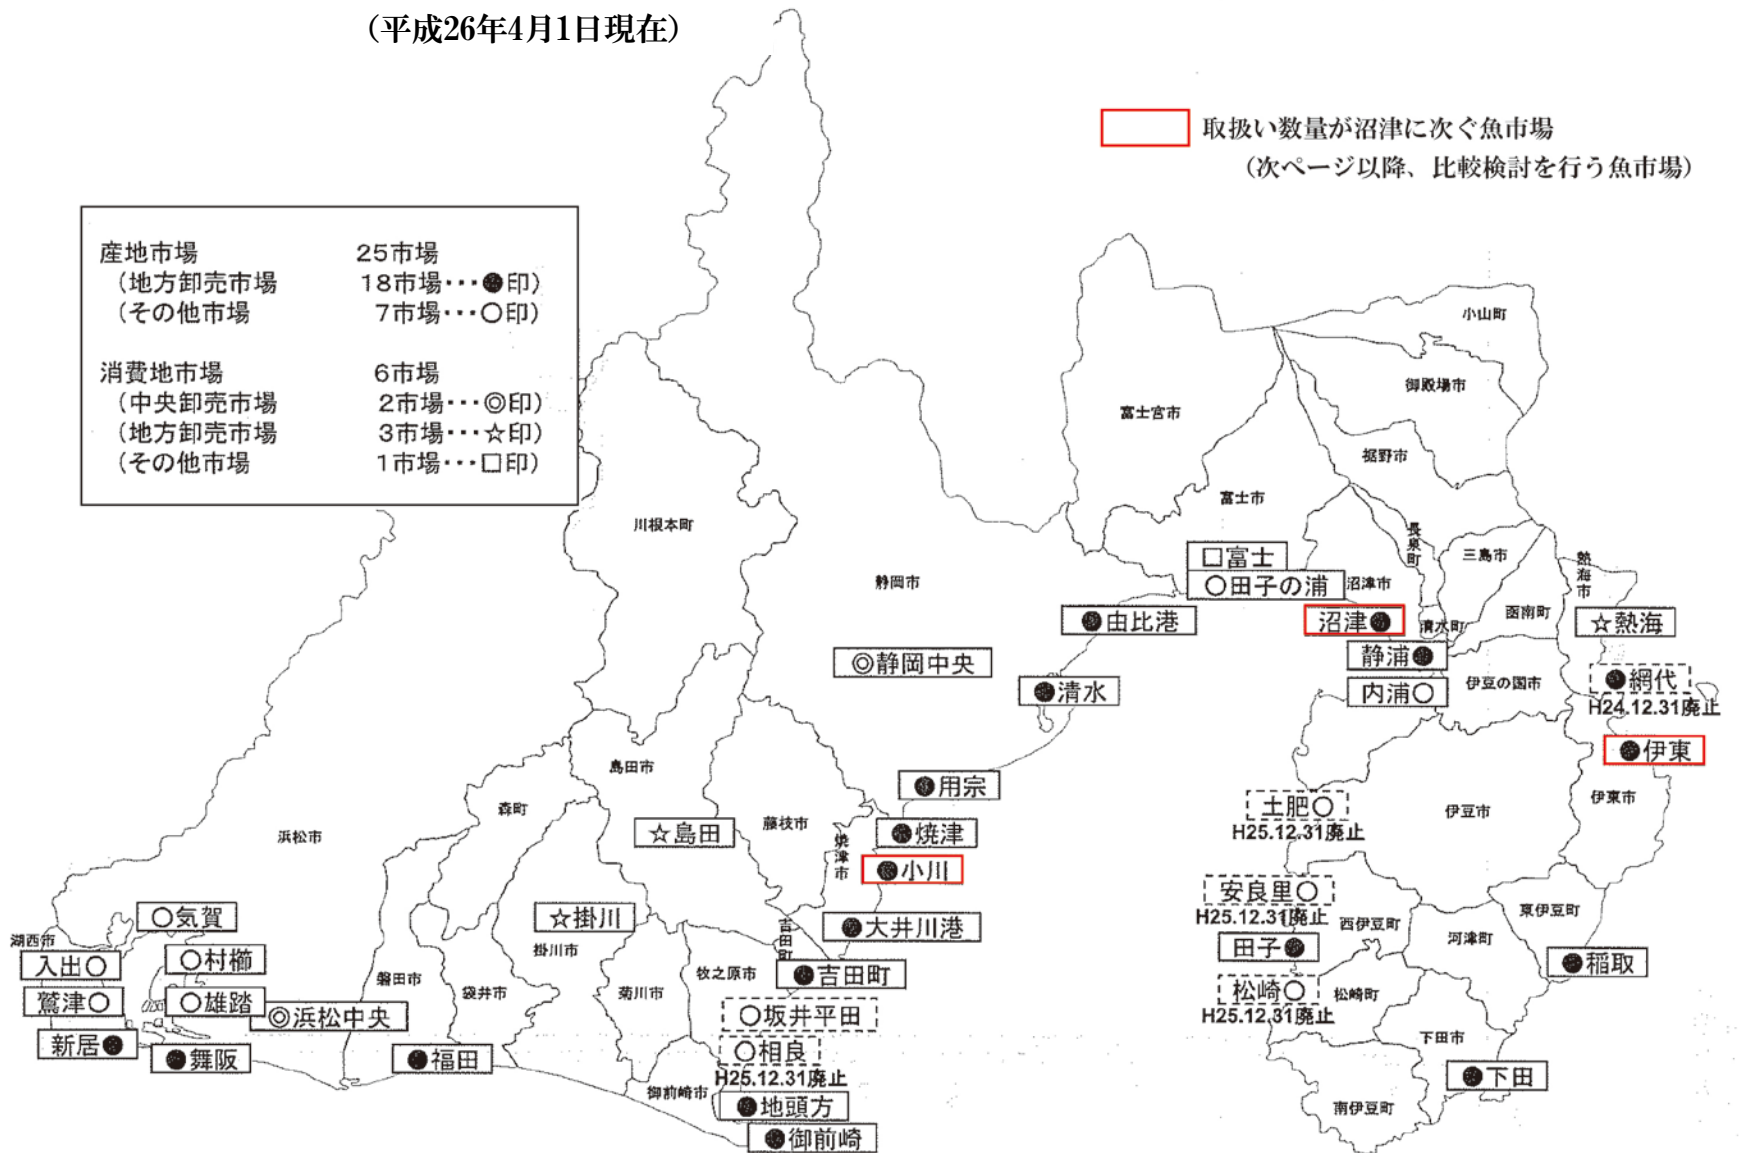 (平成26年4月1日現在)
取扱い数量が沼津に次ぐ魚市場
(次ページ以降、比較検討を行う魚市場)
産地市場 25市場
(地方卸売市場 18市場・・・●印)
(その他市場 7市場・・・○印)
消費地市場 6市場
(中央卸売市場 2市場・・・◎印)
(地方卸売市場 3市場・・・☆印)
(その他市場 1市場・・・□印)
小山町
御殿場市
富士宮市
裾野市
富士市
川根本町
長泉町
三島市
熱海市
静岡市
□富士
○田子の浦
沼津市
函南町
●由比港
沼津●
清水町
☆熱海
静浦●
◎静岡中央
伊豆の国市
●網代
H24.12.31廃止
●清水
内浦○
●伊東
島田市
●用宗
伊東市
森町
土肥○
H25.12.31廃止
伊豆市
浜松市
☆島田
藤枝市
焼津市
●焼津
●小川
安良里○
H25.12.31廃止
西伊豆町
東伊豆町
○気賀
☆掛川
●大井川港
湖西市
掛川市
吉田町
田子●
河津町
入出○
○村櫛
磐田市
袋井市
菊川市
牧之原市
●吉田町
●稲取
鷲津○
○雄踏
◎浜松中央
○坂井平田
松崎○
H25.12.31廃止
松崎町
新居●
●舞阪
●福田
○相良
H25.12.31廃止
下田市
御前崎市
●地頭方
●下田
南伊豆町
●御前崎